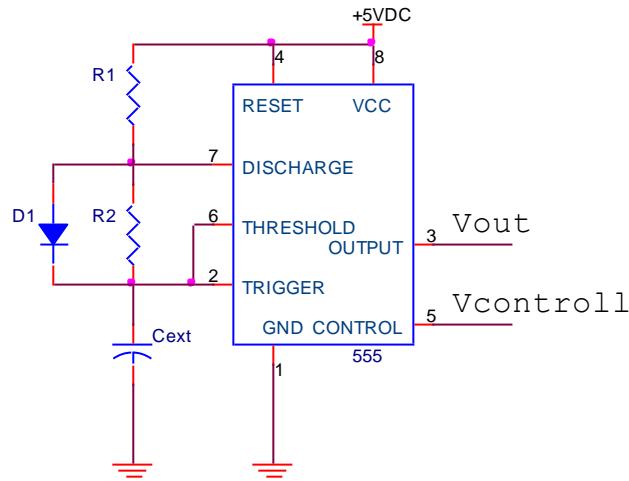 +5VDC
R1
4
8
RESET
VCC
7
DISCHARGE
D1
R2
6
THRESHOLD
OUTPUT
3
Vout
2
TRIGGER
Vcontroll
GND
CONTROL
5
Cext
555
1